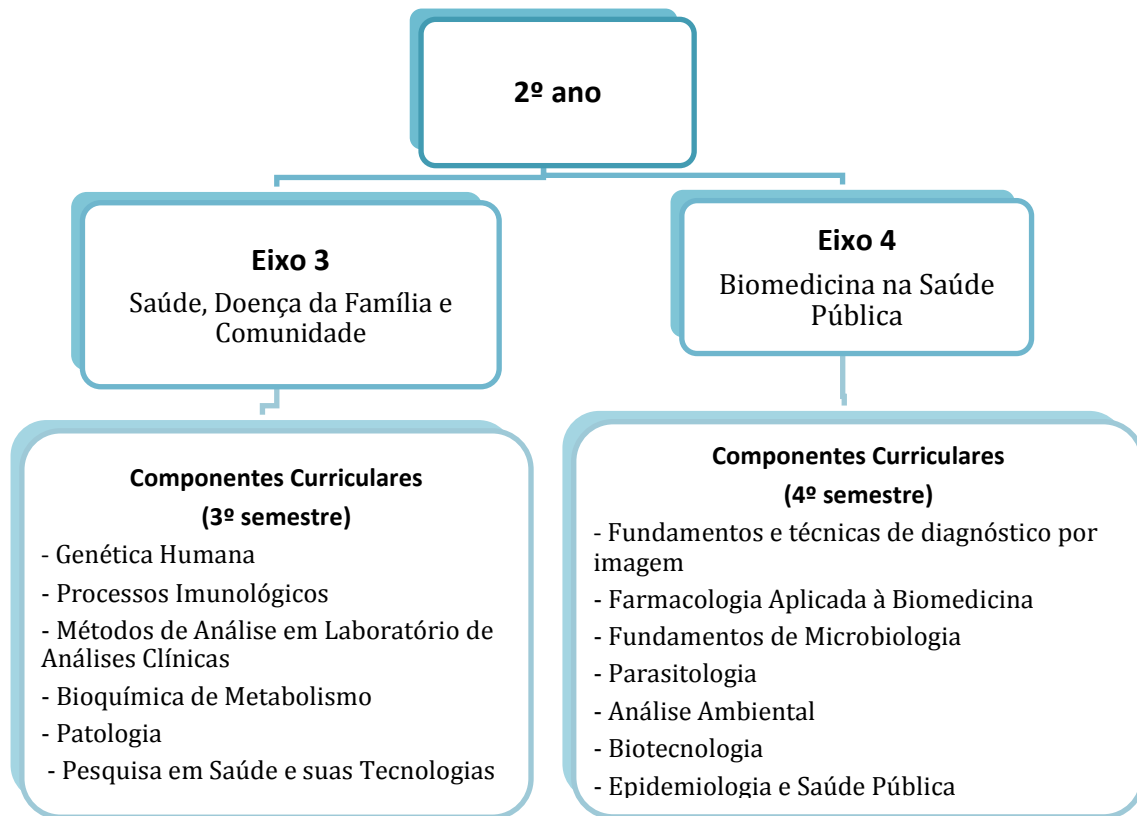 2º ano
Eixo 3
Saúde, Doença da Família e
Comunidade
Eixo 4
Biomedicina na Saúde
Pública
Componentes Curriculares
(3º semestre)
- Genética Humana
- Processos Imunológicos
- Métodos de Análise em Laboratório de
Análises Clínicas
- Bioquímica de Metabolismo
- Patologia
- Pesquisa em Saúde e suas Tecnologias
Componentes Curriculares
(4º semestre)
- Fundamentos e técnicas de diagnóstico por
imagem
- Farmacologia Aplicada à Biomedicina
- Fundamentos de Microbiologia
- Parasitologia
- Análise Ambiental
- Biotecnologia
- Epidemiologia e Saúde Pública